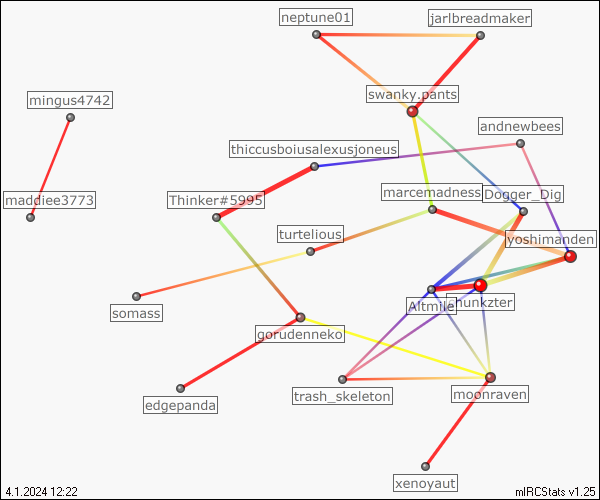 neptune01
jarlbreadmaker
swanky.pants
mingus4742
andnewbees
thiccusboiusalexusjoneus
maddiee3773
Thinker#5995
marcemadness
Dogger_Dig
turtelious
yoshimanden
somass
Altmile
hunkzter
gorudenneko
trash_skeleton
moonraven
edgepanda
xenoyaut
4.1.2024 12:22
mIRCStats v1.25